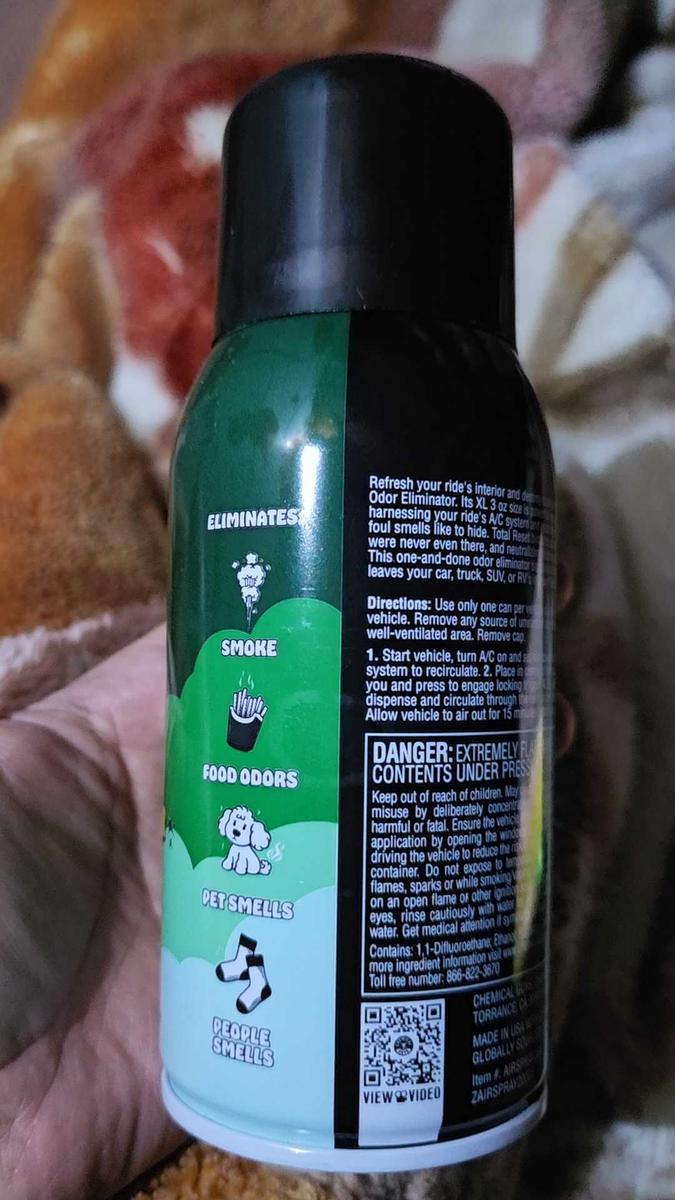 ELIMINATES
SMOKE
FOOD ODORS
PET SMELLS
PEOPLE
SMELLS
Refresh your ride's interior and
Odor Eliminator. Its XL 3 oz size is
harnessing your ride's A/C system
foul smells like to hide. Total Reset
were never even there, and
This one-and-done odor eliminator
leaves your car, truck, SUV, or RV
Directions: Use only one can per
vehicle. Remove any source of
well-ventilated area. Remove cap.
1. Start vehicle, turn A/C on and
system to recirculate. 2. Place in
you and press to engage locking
dispense and circulate through
Allow vehicle to air out for 15
DANGER: EXTREMELY
CONTENTS UNDER
Keep out of reach of children. May
misuse by deliberately
harmful or fatal. Ensure the
application by opening the
driving the vehicle to reduce the
container. Do not expose to
flames, sparks or while smoking
on an open flame or other
eyes, rinse cautiously with water
water. Get medical attention if
Contains: 1,1-Difluoroethane,
more ingredient information visit
Toll free number: 866-822-3670
VIEW VIDEO
CHEMICAL
TORRANCE, CA
MADE IN USA
GLOBALLY
Item #: